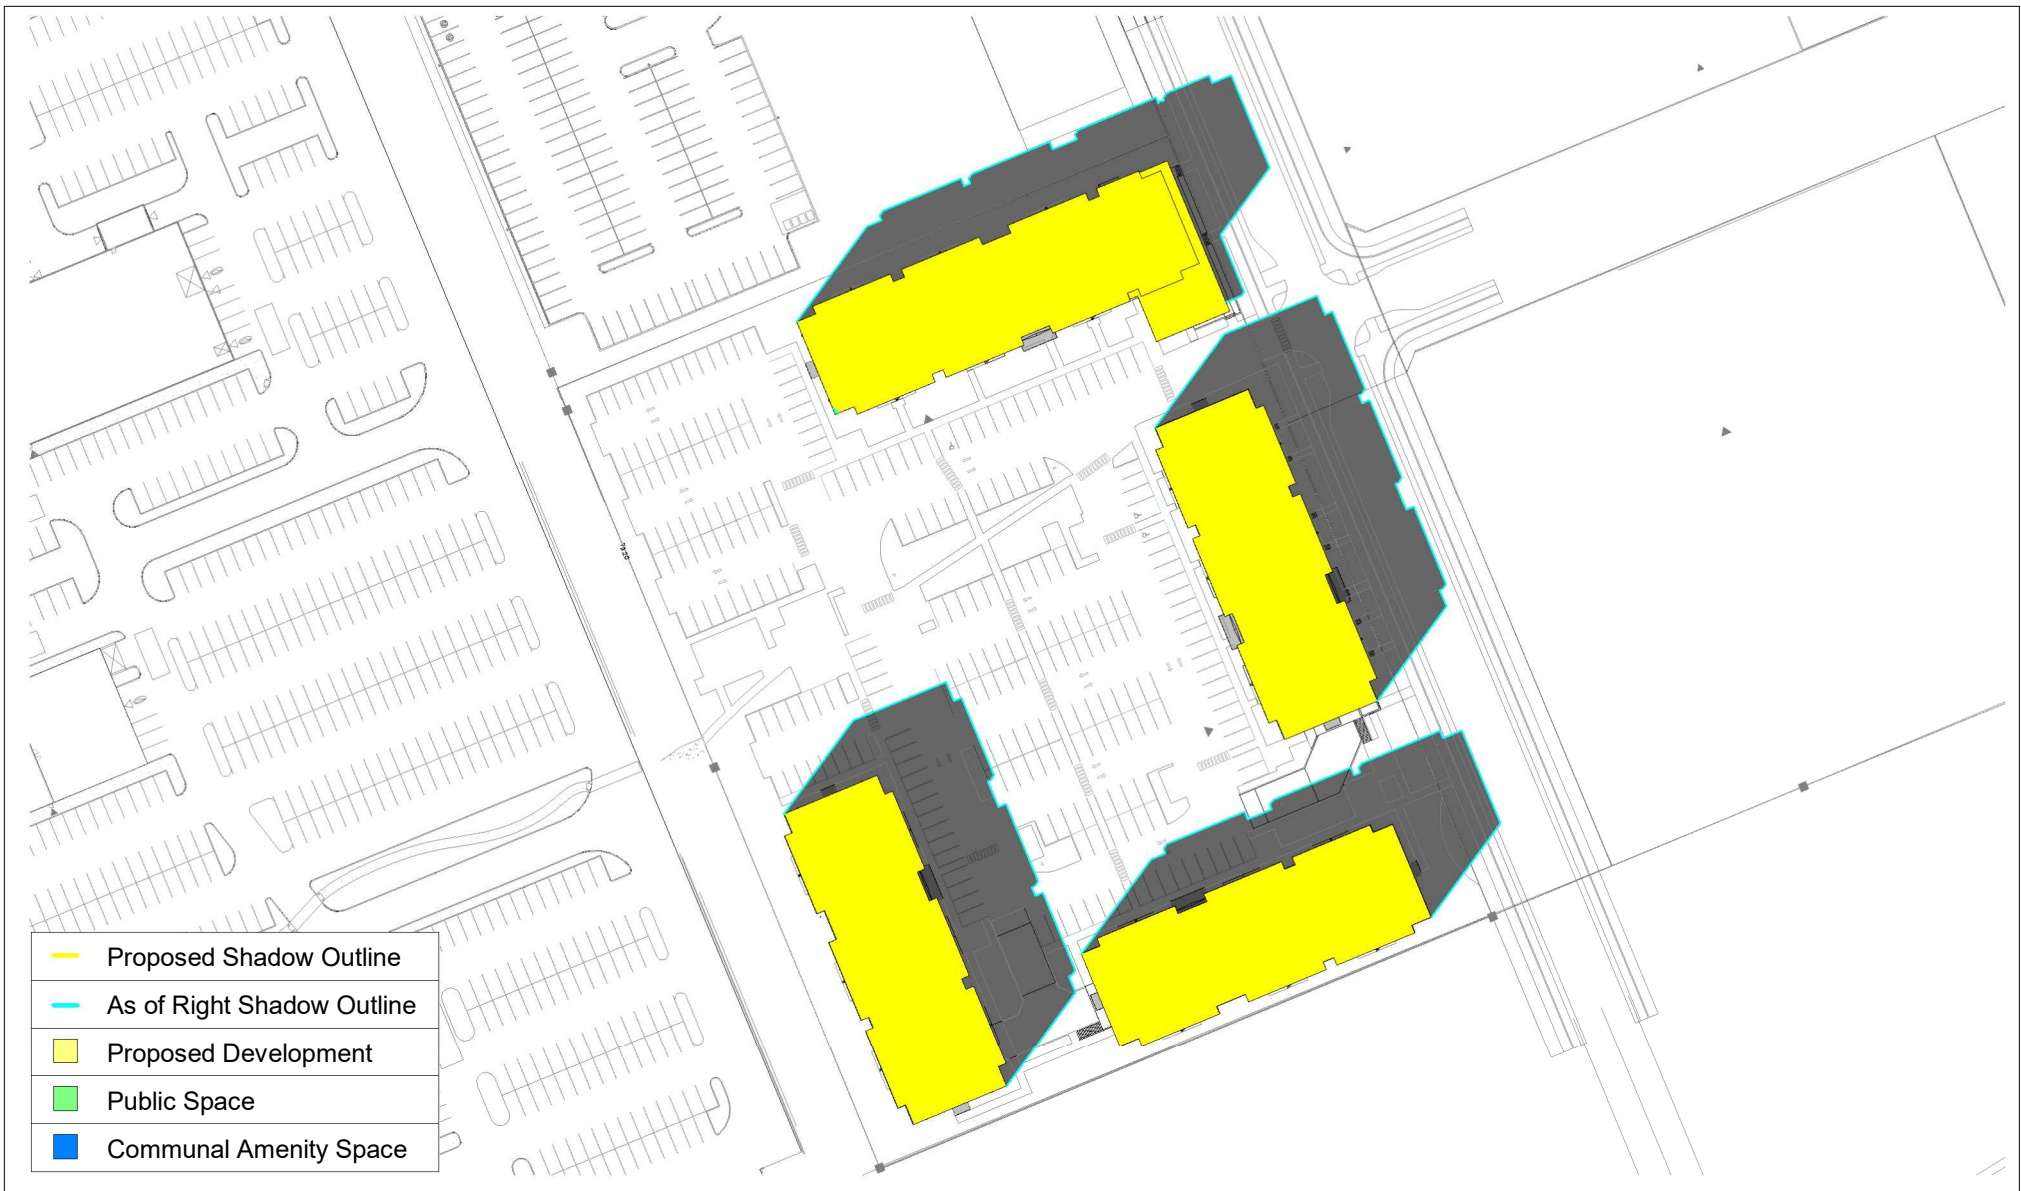 Proposed Shadow Outline
As of Right Shadow Outline
Proposed Development
Public Space
Communal Amenity Space